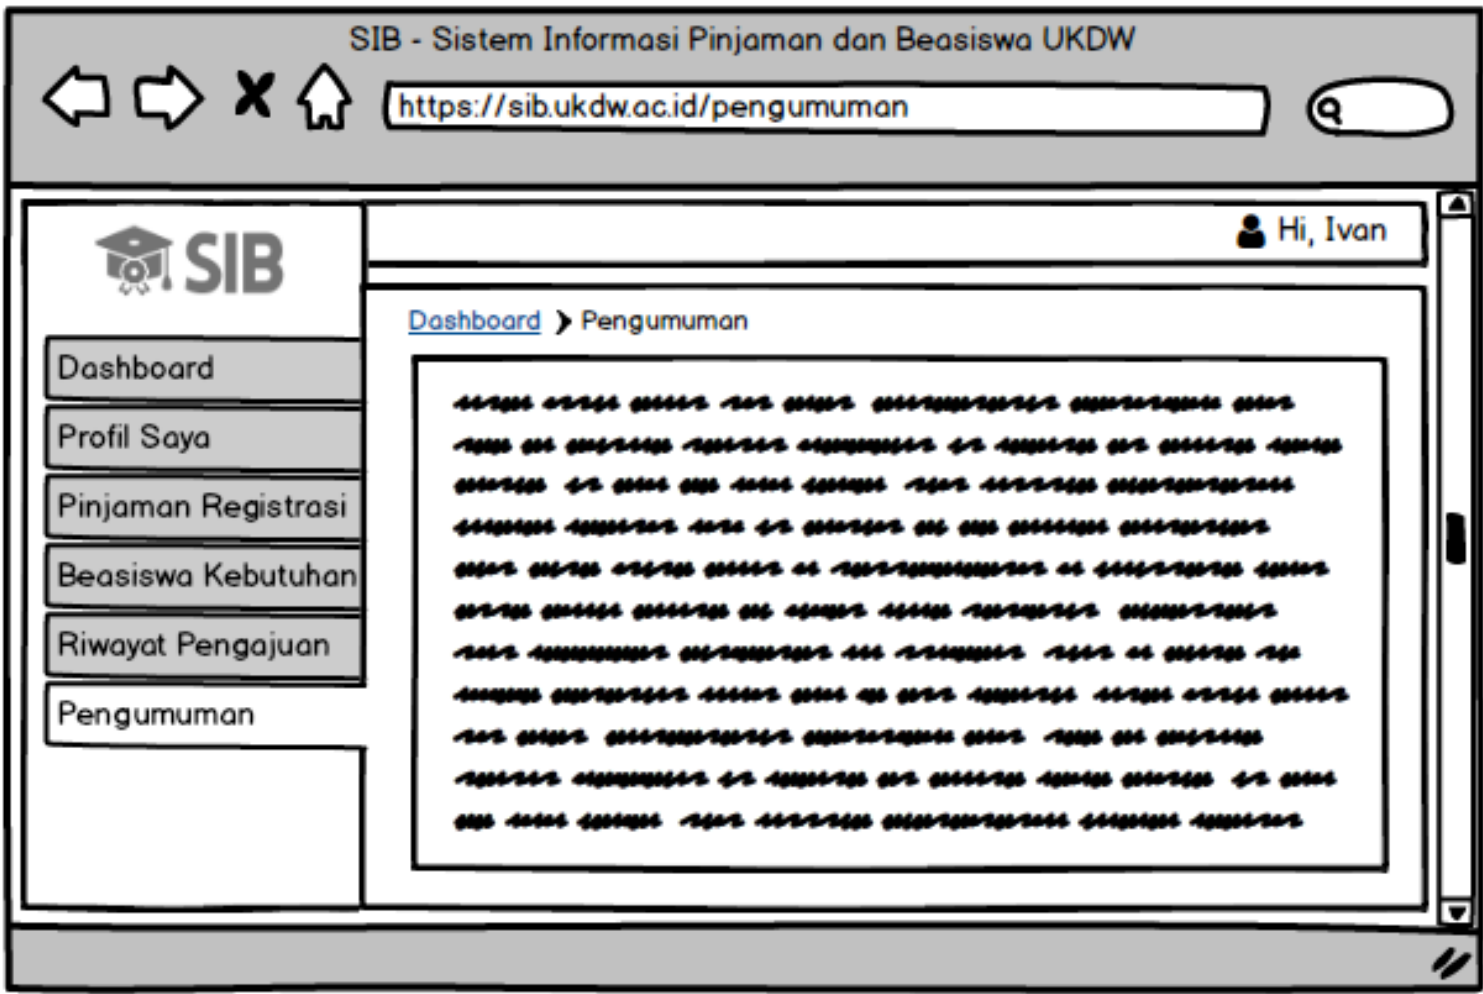 SIB - Sistem Informasi Pinjaman dan Beasiswa UKDW
https://sib.ukdw.ac.id/pengumuman
SIB
Hi, Ivan
Dashboard > Pengumuman
Dashboard
Profil Saya
Pinjaman Registrasi
Beasiswa Kebutuhan
Riwayat Pengajuan
Pengumuman